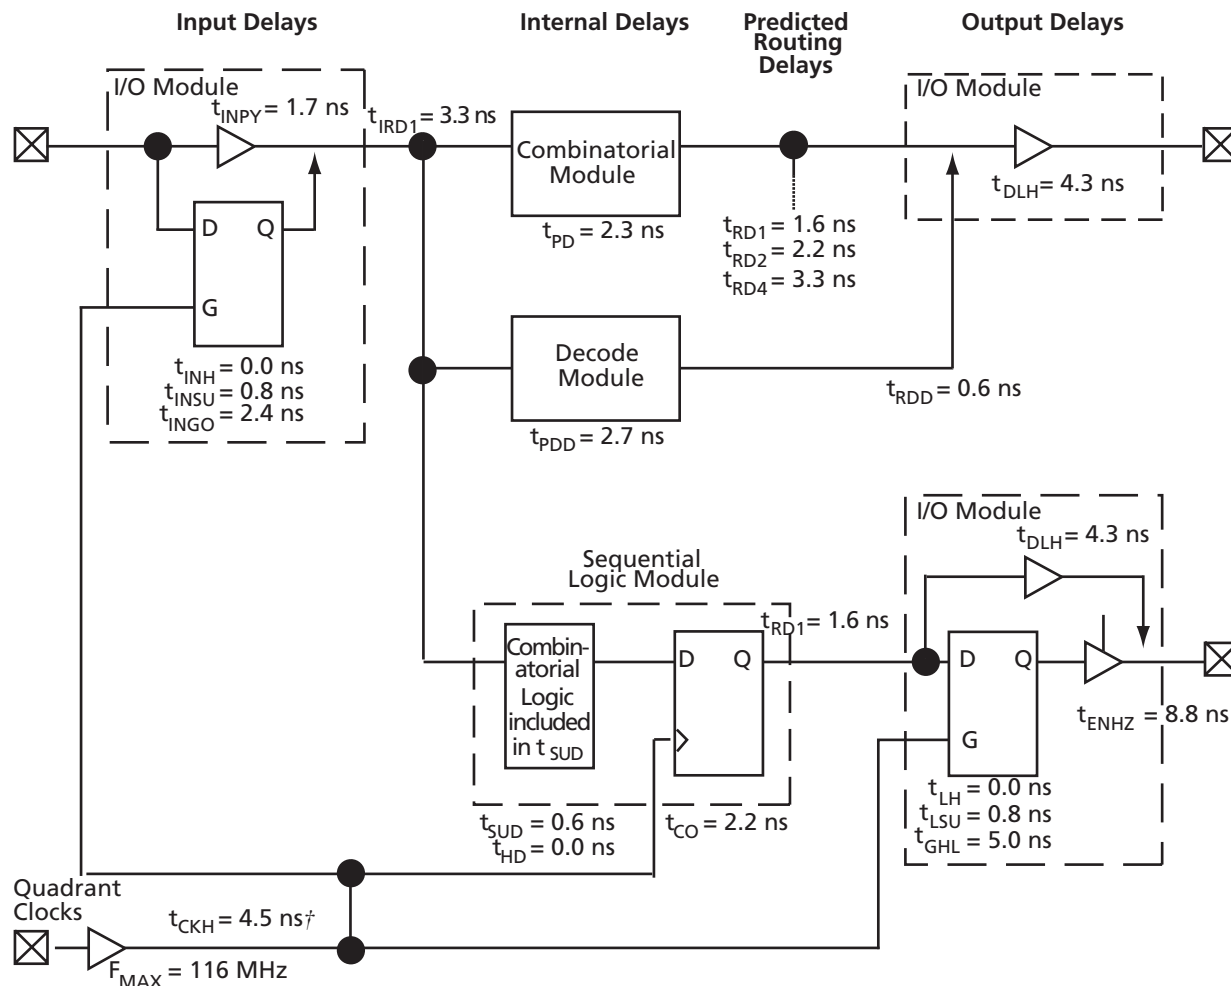 Input Delays
Internal Delays
Predicted
Routing
Delays
Output Delays
I/O Module
tINPY = 1.7 ns
tIRD1 = 3.3 ns
Combinatorial
Module
tPD = 2.3 ns
I/O Module
tDLH = 4.3 ns
D Q
G
tRD1 = 1.6 ns
tRD2 = 2.2 ns
tRD4 = 3.3 ns
tINH = 0.0 ns
tINSU = 0.8 ns
tINGO = 2.4 ns
Decode
Module
tPDD = 2.7 ns
tRDD = 0.6 ns
Sequential
Logic Module
Combin-
atorial
Logic
included
in tSUD
D Q
tRD1 = 1.6 ns
tSUD = 0.6 ns
tHD = 0.0 ns
tCO = 2.2 ns
I/O Module
tDLH = 4.3 ns
D Q
G
tENHZ = 8.8 ns
tLH = 0.0 ns
tLSU = 0.8 ns
tGHL = 5.0 ns
Quadrant
Clocks
tCKH = 4.5 ns†
FMAX = 116 MHz